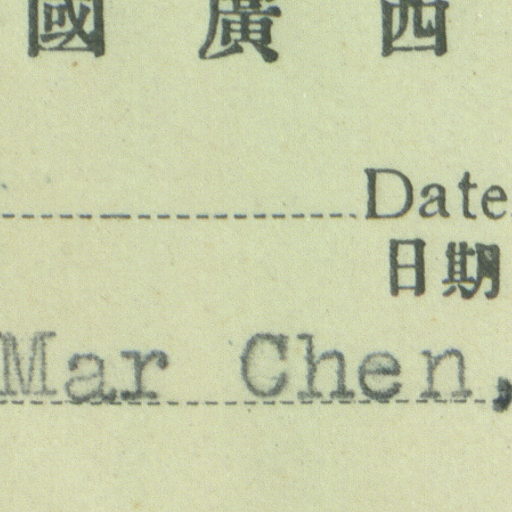 國 廣 西
Date
日期
Mar Chen,